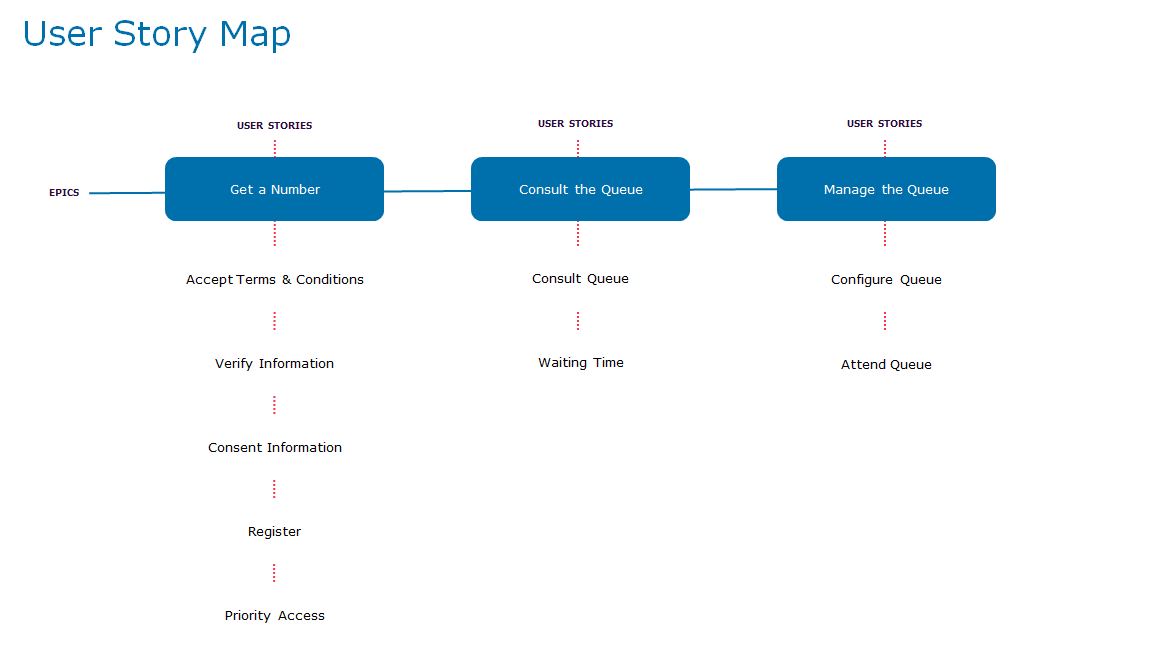 User Story Map
USER STORIES
USER STORIES
USER STORIES
EPICS
Get a Number
Consult the Queue
Manage the Queue
Accept Terms & Conditions
Consult Queue
Configure Queue
Verify Information
Waiting Time
Attend Queue
Consent Information
Register
Priority Access